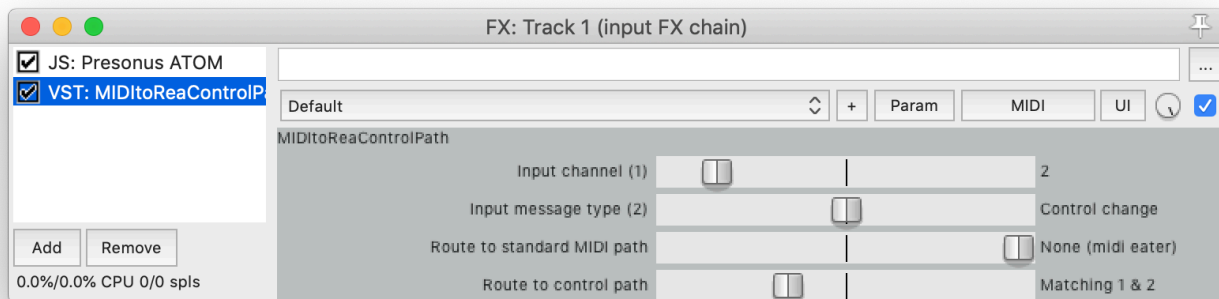 FX: Track 1 (input FX chain)
JS: Presonus ATOM
VST: MIDItoReaControlPa
...
Default
+
Param
MIDI
UI
MIDItoReaControlPath
Input channel (1) 2
Input message type (2) Control change
Route to standard MIDI path None (midi eater)
Route to control path Matching 1 & 2
Add
Remove
0.0%/0.0% CPU 0/0 spls